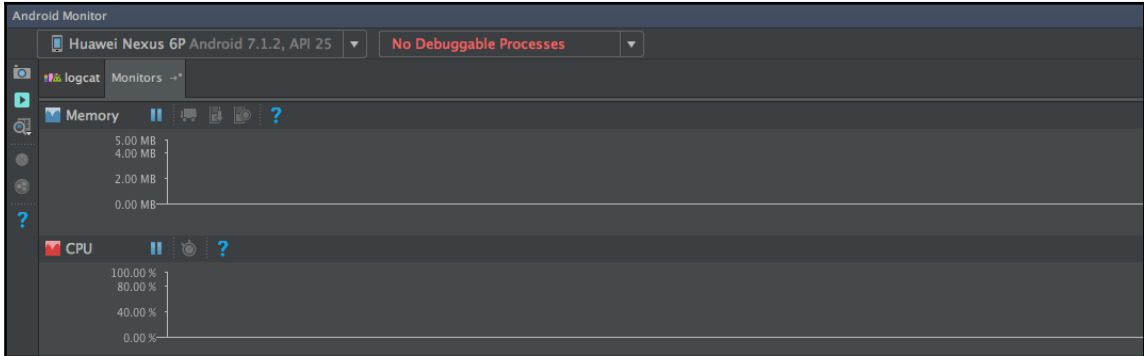 Android Monitor
Huawei Nexus 6P Android 7.1.2, API 25 No Debuggable Processes
logcat Monitors
Memory ?
5.00 MB
4.00 MB
2.00 MB
0.00 MB
?
CPU ?
100.00 %
80.00 %
40.00 %
0.00 %